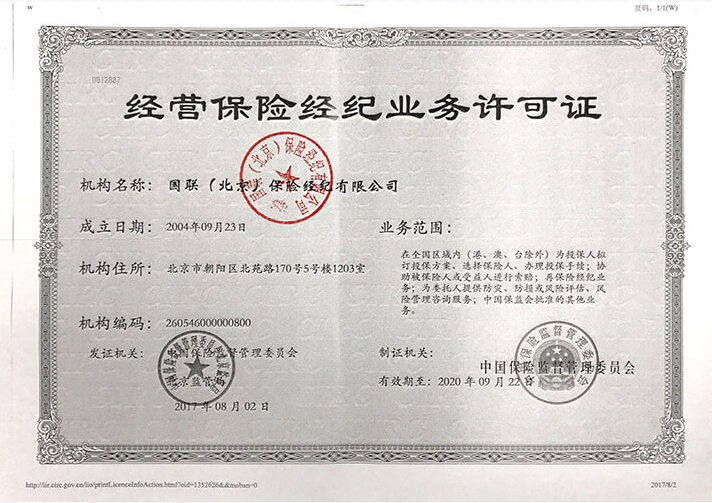 w
页码，1/1(W)
0012827
经营保险经纪业务许可证
机构名称：国联（北京）保险经纪有限公司
成立日期：2004年09月23日
机构住所：北京市朝阳区北苑路170号5号楼1203室
机构编码：260546000000800
业务范围：
在全国区域内（港、澳、台除外）为投保人拟
订投保方案、选择保险人、办理投保手续；协
助被保险人或受益人进行索赔；再保险经纪业
务；为委托人提供防灾、防损或风险评估、风
险管理咨询服务；中国保监会批准的其他业
务。
发证机关：中国保险监督管理委员会
北京监管局
2017年08月02日
制证机关：
中国保险监督管理委员会
有效期至：2020年09月22日
国联（北京）保险经纪有限公司
中国保险监督管理委员会
http://iir.circ.gov.cn/iio/printLicenceInfoAction.html?oid=1352626&&moban=0
2017/8/2